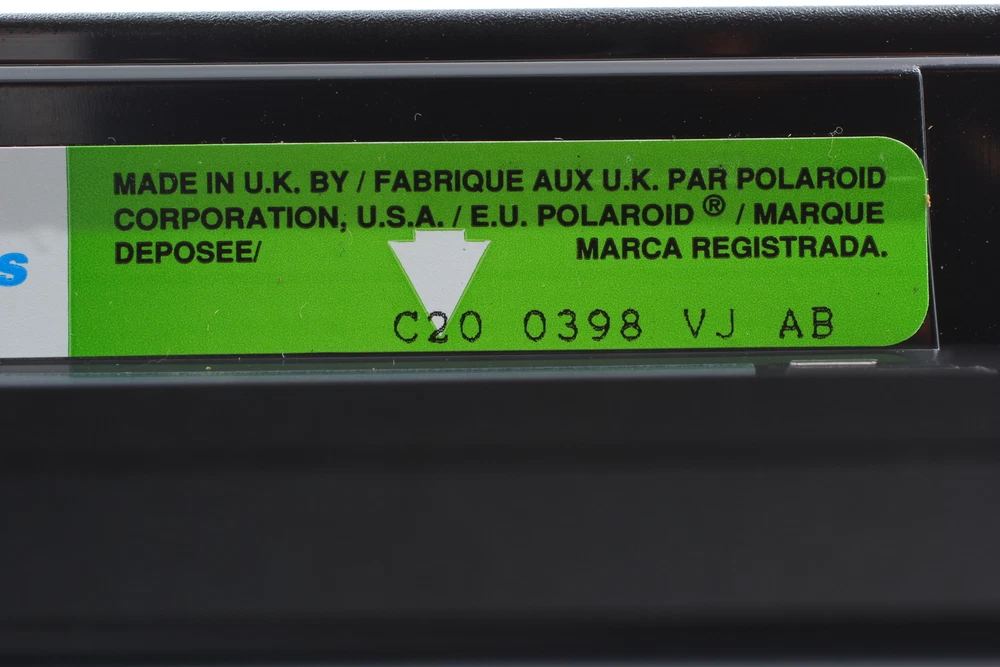 MADE IN U.K. BY / FABRIQUE AUX U.K. PAR POLAROID
CORPORATION, U.S.A. / E.U. POLAROID ® / MARQUE
DEPOSEE/ MARCA REGISTRADA.
s
C20 0398 VJ AB